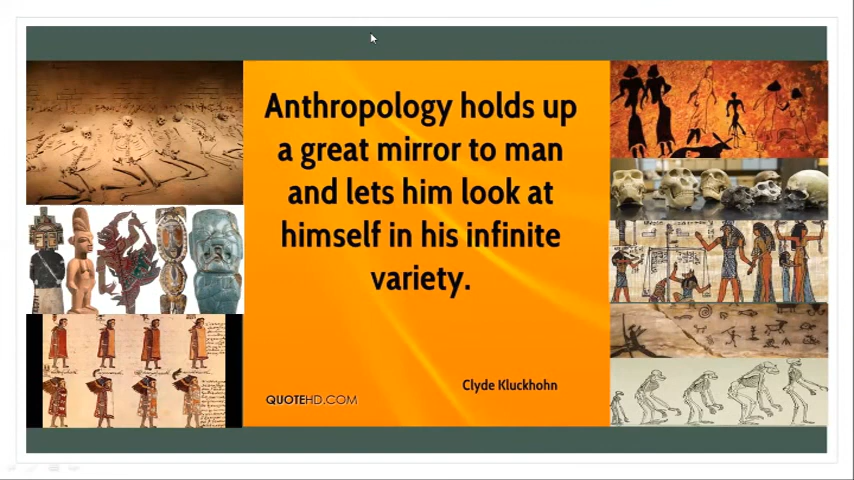 Anthropology holds up
a great mirror to man
and lets him look at
himself in his infinite
variety.
Clyde Kluckhohn
QUOTEHD.COM